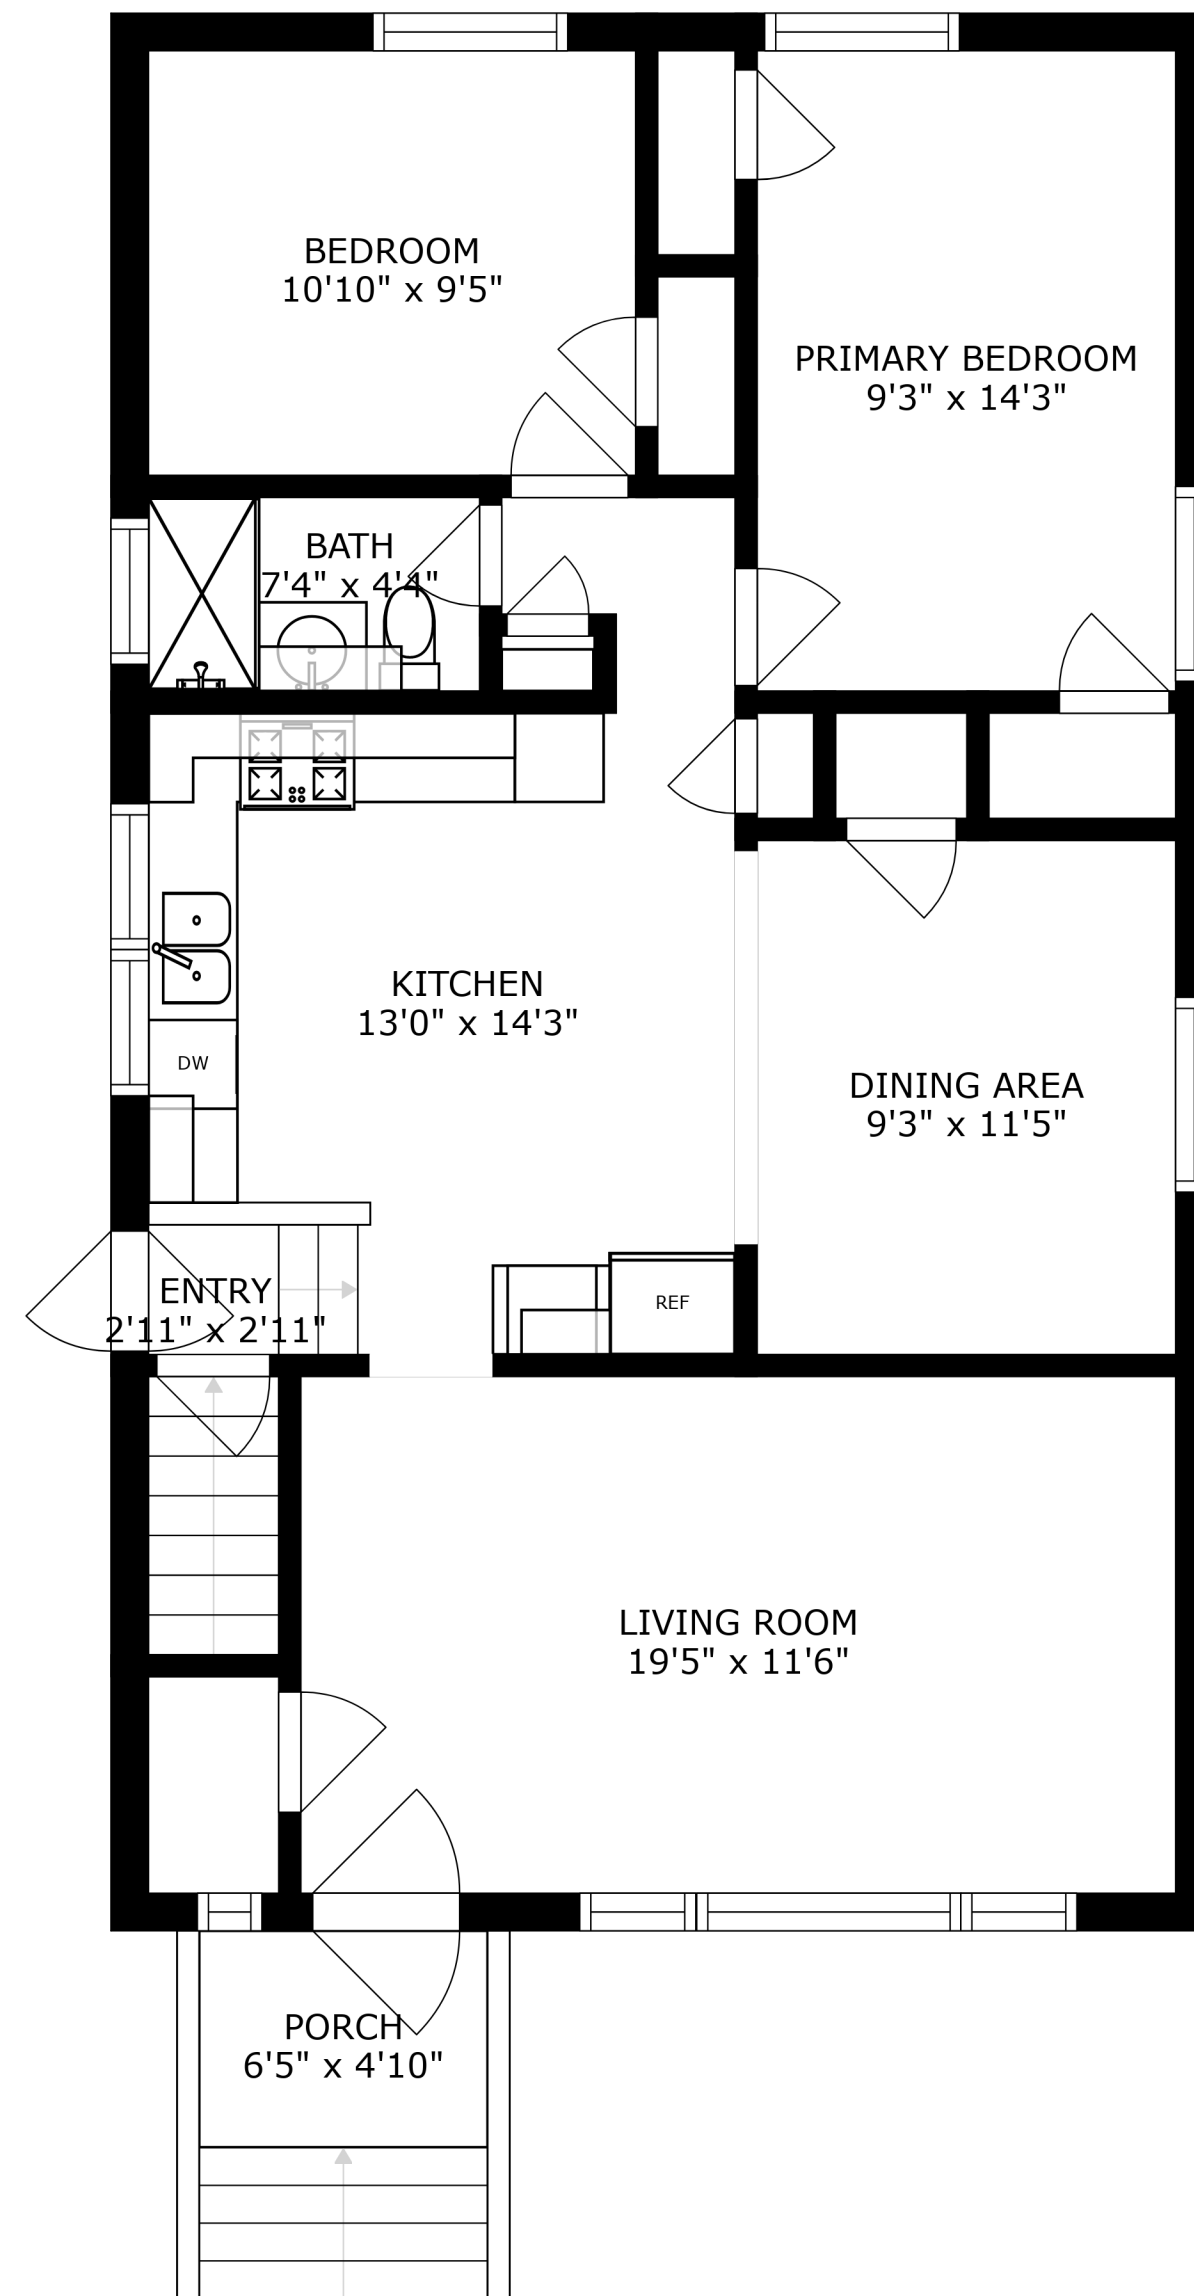 BEDROOM
10'10" x 9'5"
PRIMARY BEDROOM
9'3" x 14'3"
BATH
7'4" x 4'4"
KITCHEN
13'0" x 14'3"
DW
DINING AREA
9'3" x 11'5"
ENTRY
2'11" x 2'11"
REF
LIVING ROOM
19'5" x 11'6"
PORCH
6'5" x 4'10"